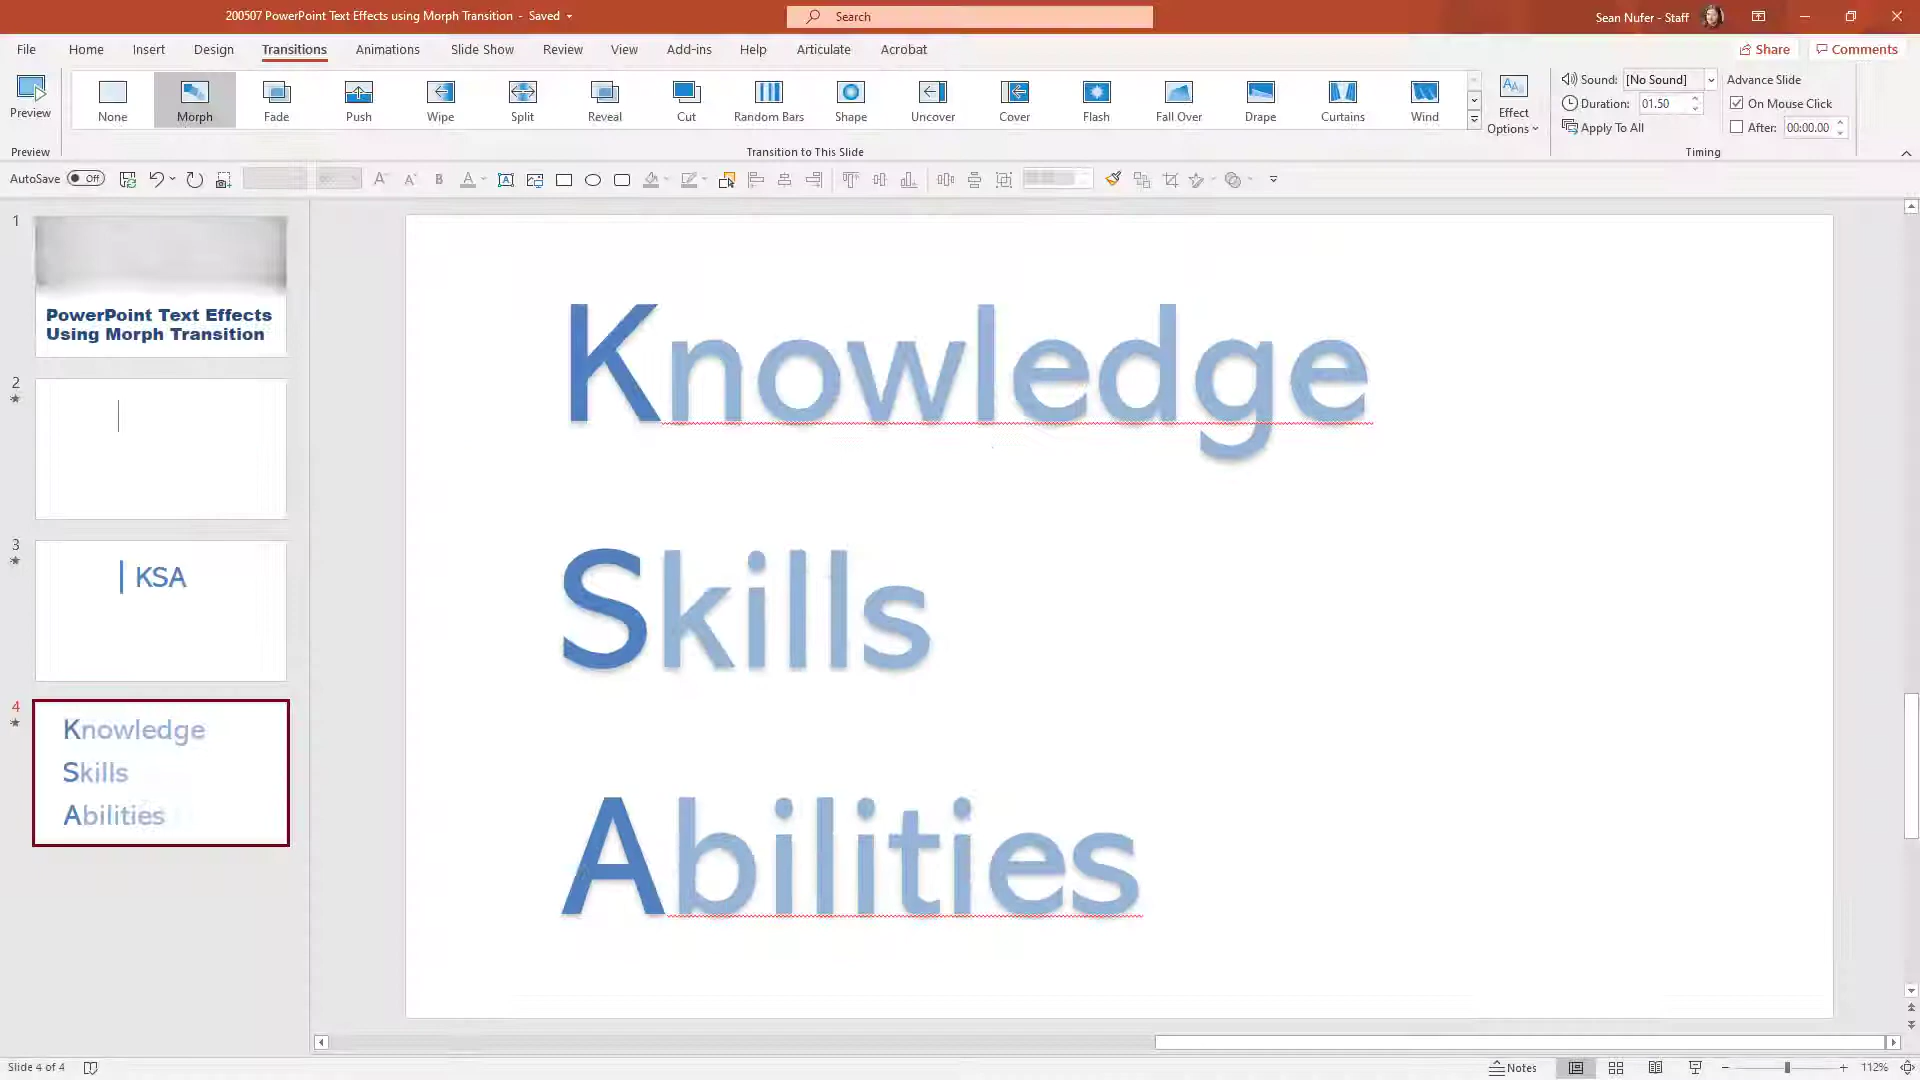 200507 PowerPoint Text Effects using Morph Transition - Saved
Search
Sean Nufer - Staff
File Home Insert Design Transitions Animations Slide Show Review View Add-ins Help Articulate Acrobat
Share Comments
Preview
None Morph Fade Push Wipe Split Reveal Cut Random Bars Shape Uncover Cover Flash Fall Over Drape Curtains Wind
Effect
Options
Sound: [No Sound]
Duration: 01.50
Apply To All
Advance Slide
On Mouse Click
After: 00:00.00
Preview
Transition to This Slide
Timing
AutoSave Off
1
PowerPoint Text Effects
Using Morph Transition
2
3
KSA
4
Knowledge
Skills
Abilities
Knowledge
Skills
Abilities
Slide 4 of 4
Notes
112%